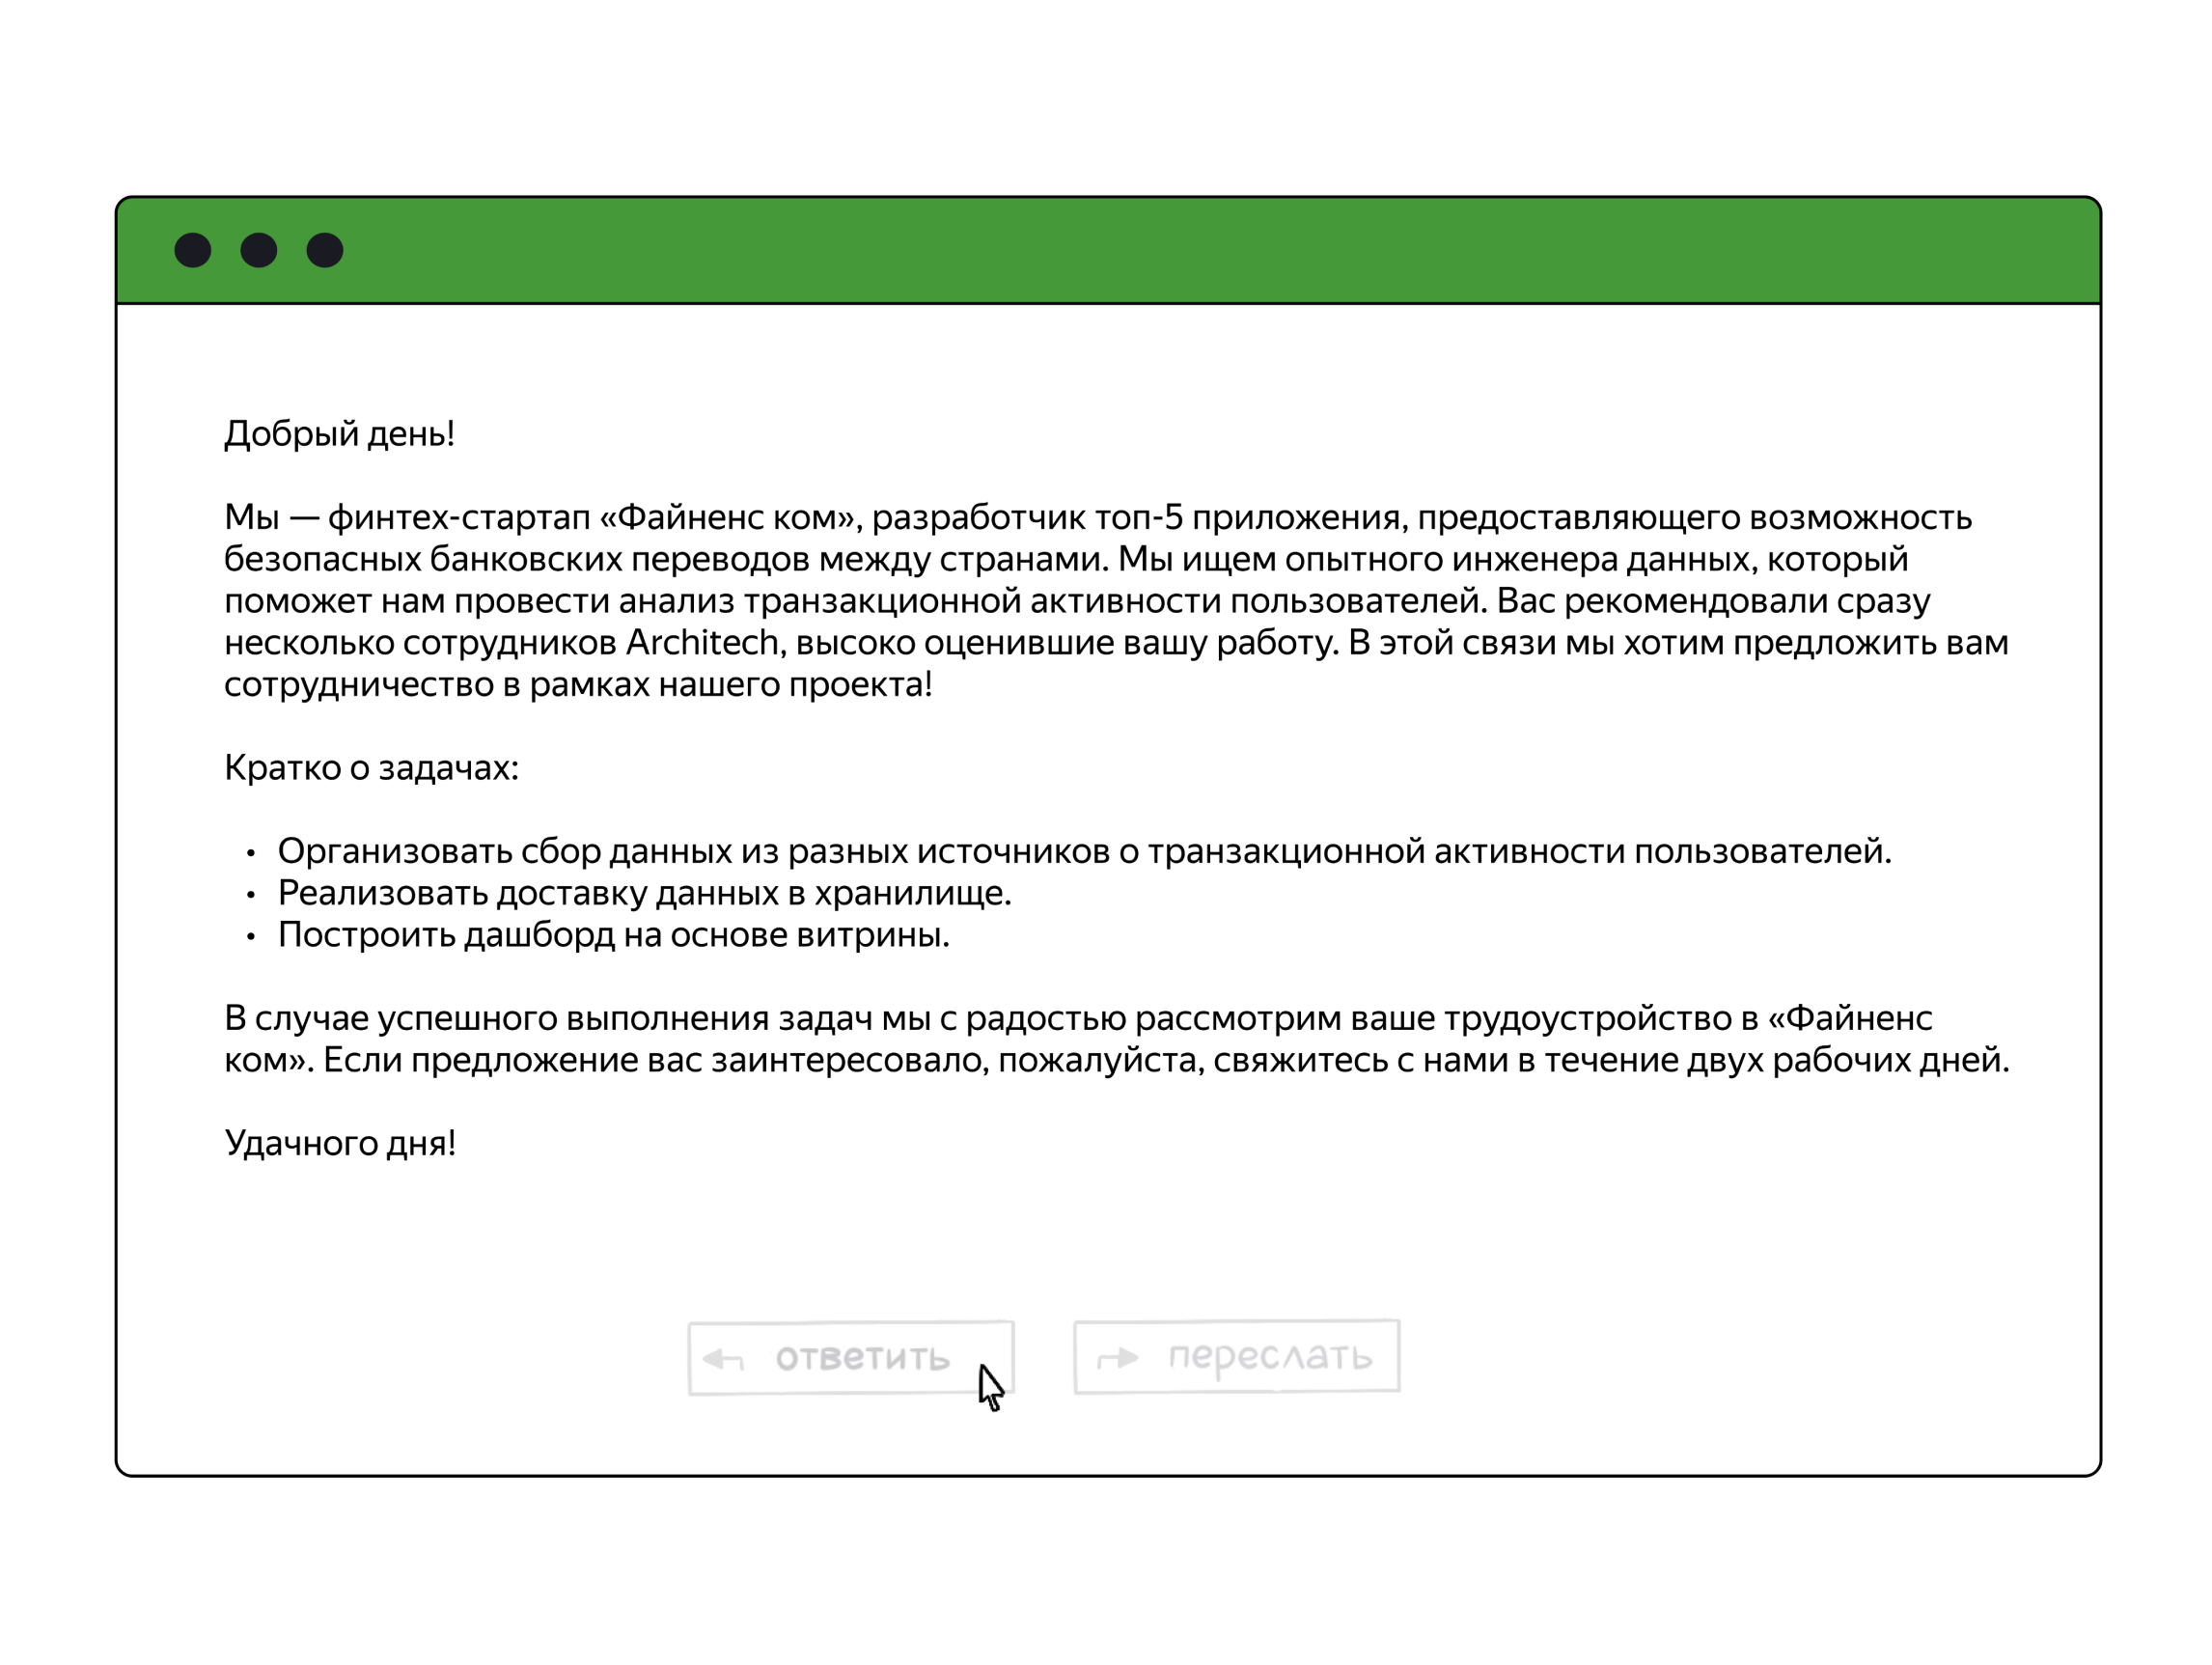 Добрый день!
Мы — финтех-стартап «Файненс ком», разработчик топ-5 приложения, предоставляющего возможность
безопасных банковских переводов между странами. Мы ищем опытного инженера данных, который
поможет нам провести анализ транзакционной активности пользователей. Вас рекомендовали сразу
несколько сотрудников Architech, высоко оценившие вашу работу. В этой связи мы хотим предложить вам
сотрудничество в рамках нашего проекта!
Кратко о задачах:
• Организовать сбор данных из разных источников о транзакционной активности пользователей.
• Реализовать доставку данных в хранилище.
• Построить дашборд на основе витрины.
В случае успешного выполнения задач мы с радостью рассмотрим ваше трудоустройство в «Файненс
ком». Если предложение вас заинтересовало, пожалуйста, свяжитесь с нами в течение двух рабочих дней.
Удачного дня!
ответить
переслать